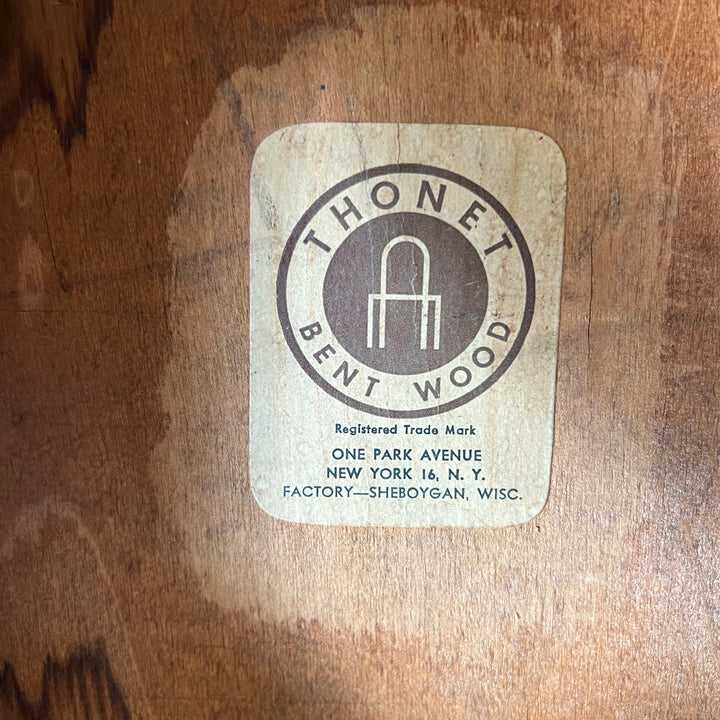 THONET
BENT WOOD
Registered Trade Mark
ONE PARK AVENUE
NEW YORK 16, N. Y.
FACTORY—SHEBOYGAN, WISC.